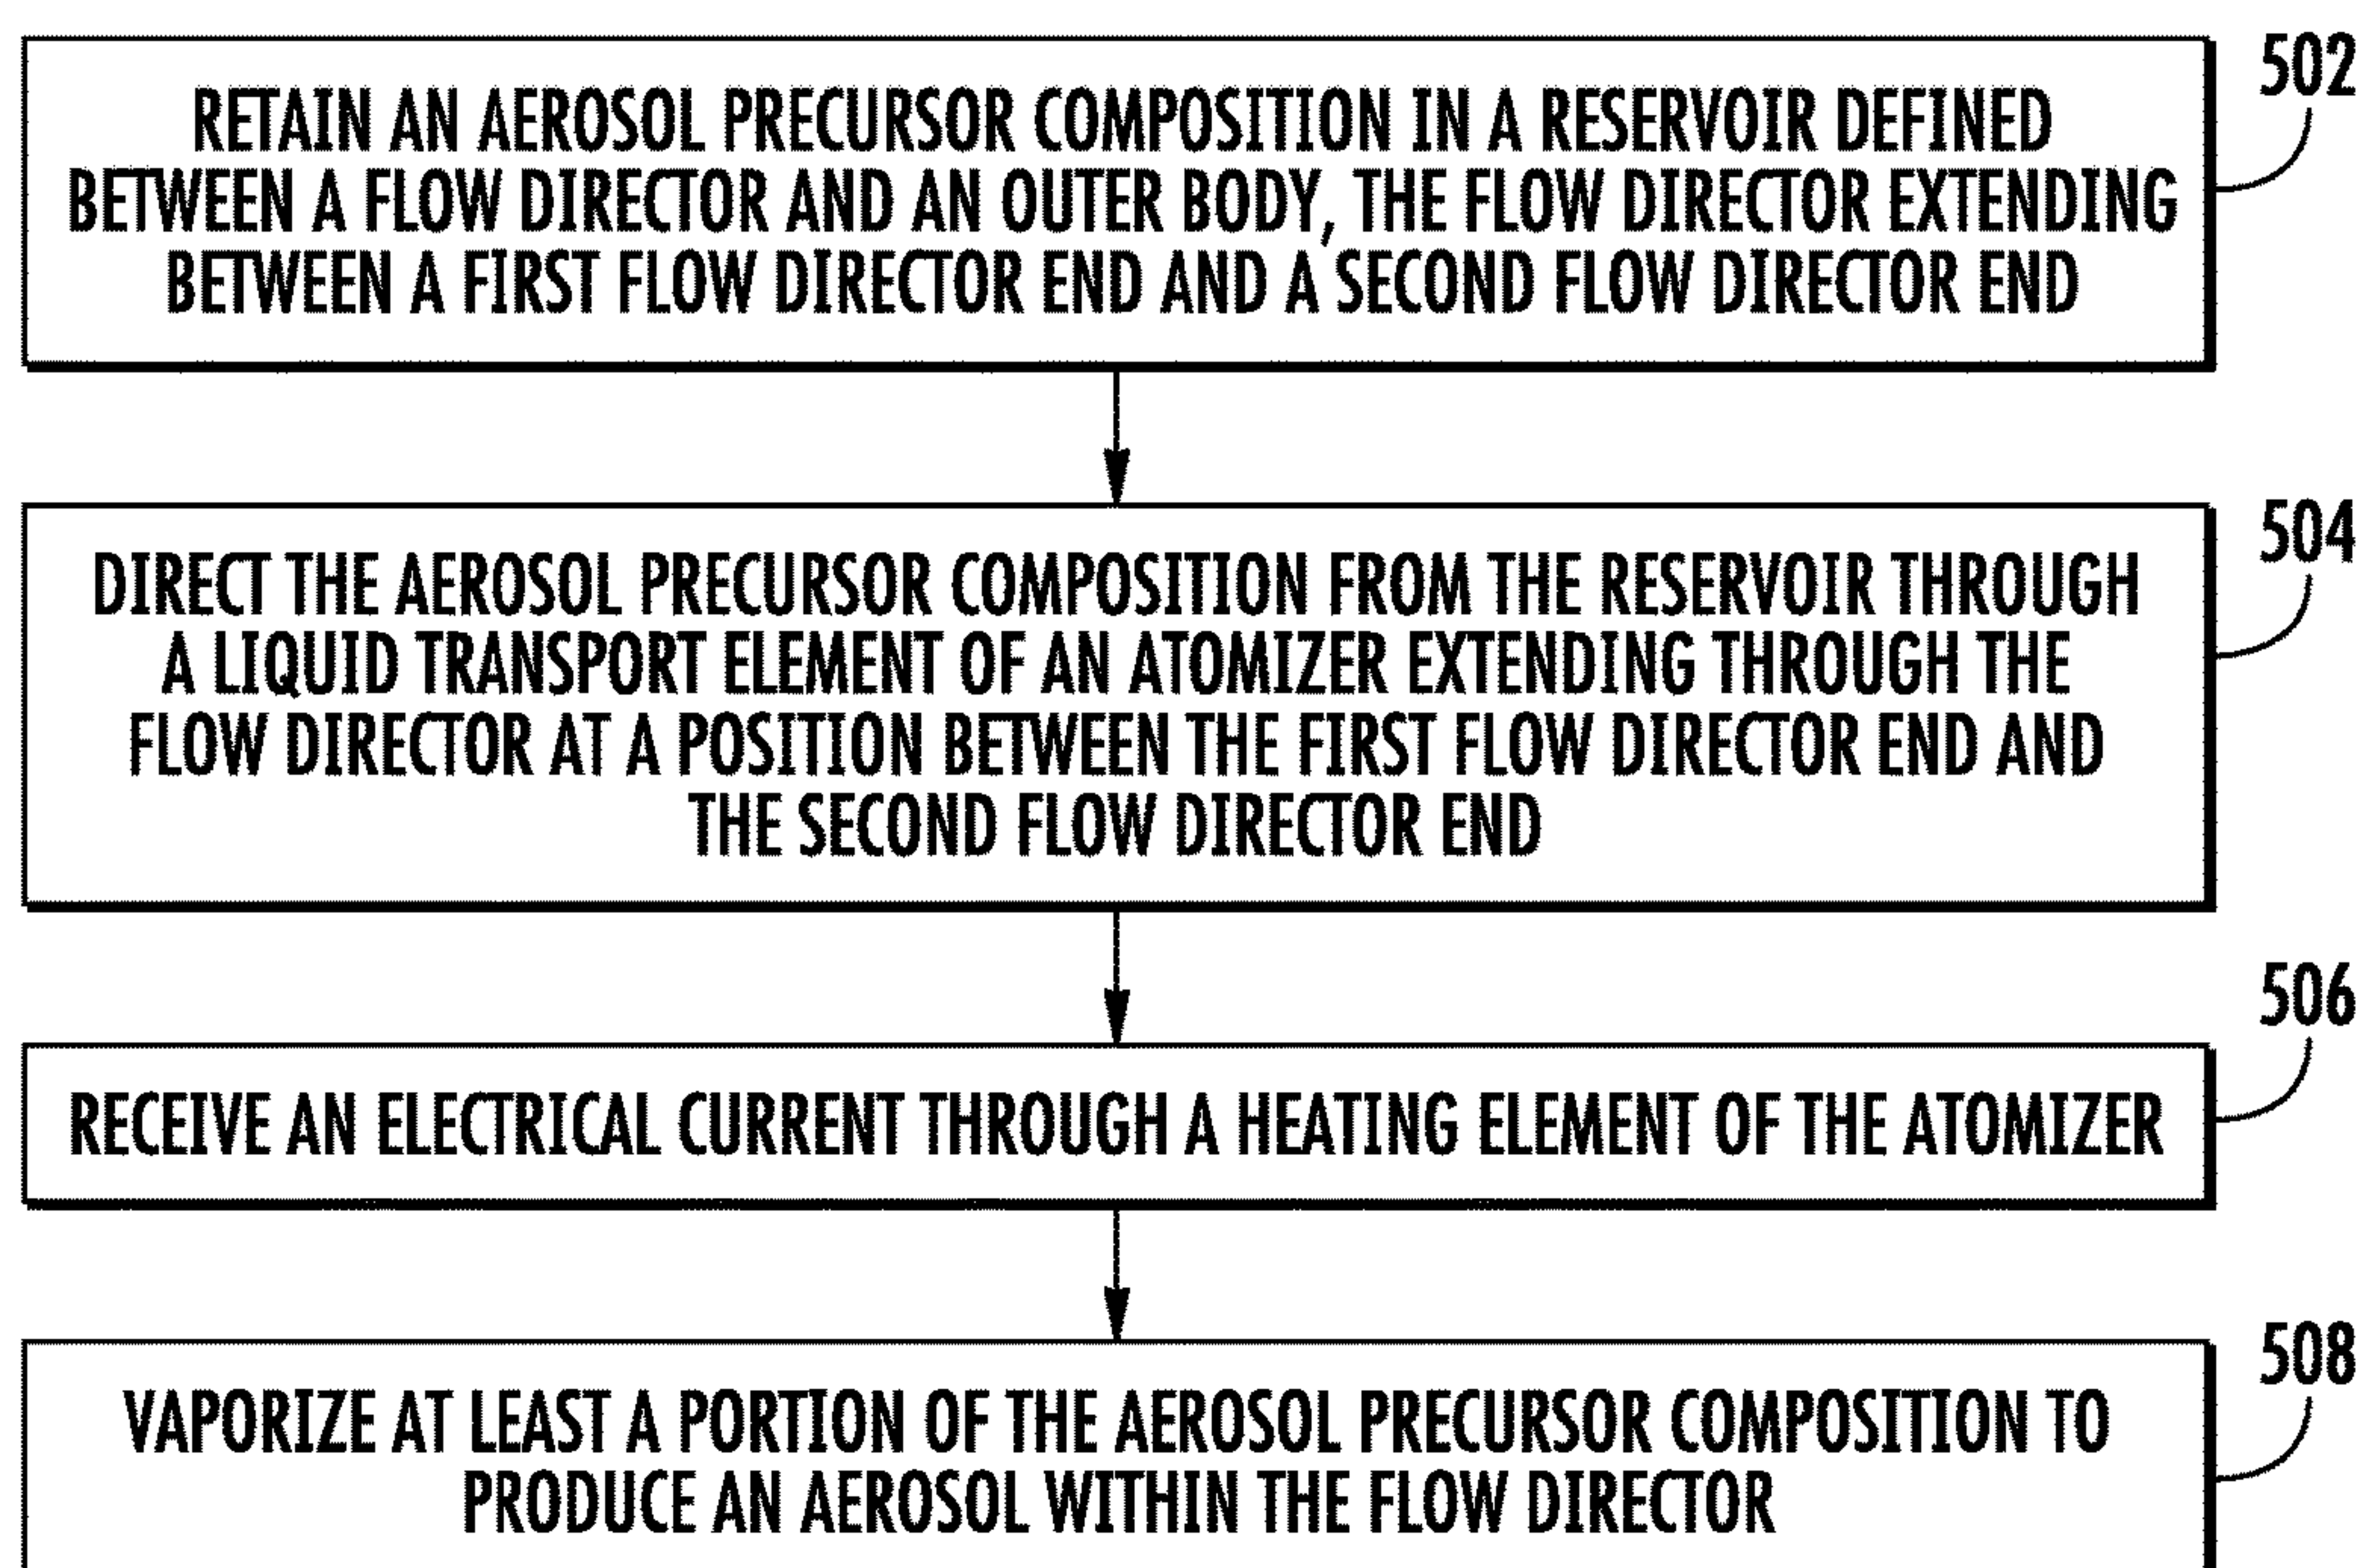 502
RETAIN AN AEROSOL PRECURSOR COMPOSITION IN A RESERVOIR DEFINED
BETWEEN A FLOW DIRECTOR AND AN OUTER BODY, THE FLOW DIRECTOR EXTENDING
BETWEEN A FIRST FLOW DIRECTOR END AND A SECOND FLOW DIRECTOR END
504
DIRECT THE AEROSOL PRECURSOR COMPOSITION FROM THE RESERVOIR THROUGH
A LIQUID TRANSPORT ELEMENT OF AN ATOMIZER EXTENDING THROUGH THE
FLOW DIRECTOR AT A POSITION BETWEEN THE FIRST FLOW DIRECTOR END AND
THE SECOND FLOW DIRECTOR END
506
RECEIVE AN ELECTRICAL CURRENT THROUGH A HEATING ELEMENT OF THE ATOMIZER
508
VAPORIZE AT LEAST A PORTION OF THE AEROSOL PRECURSOR COMPOSITION TO
PRODUCE AN AEROSOL WITHIN THE FLOW DIRECTOR